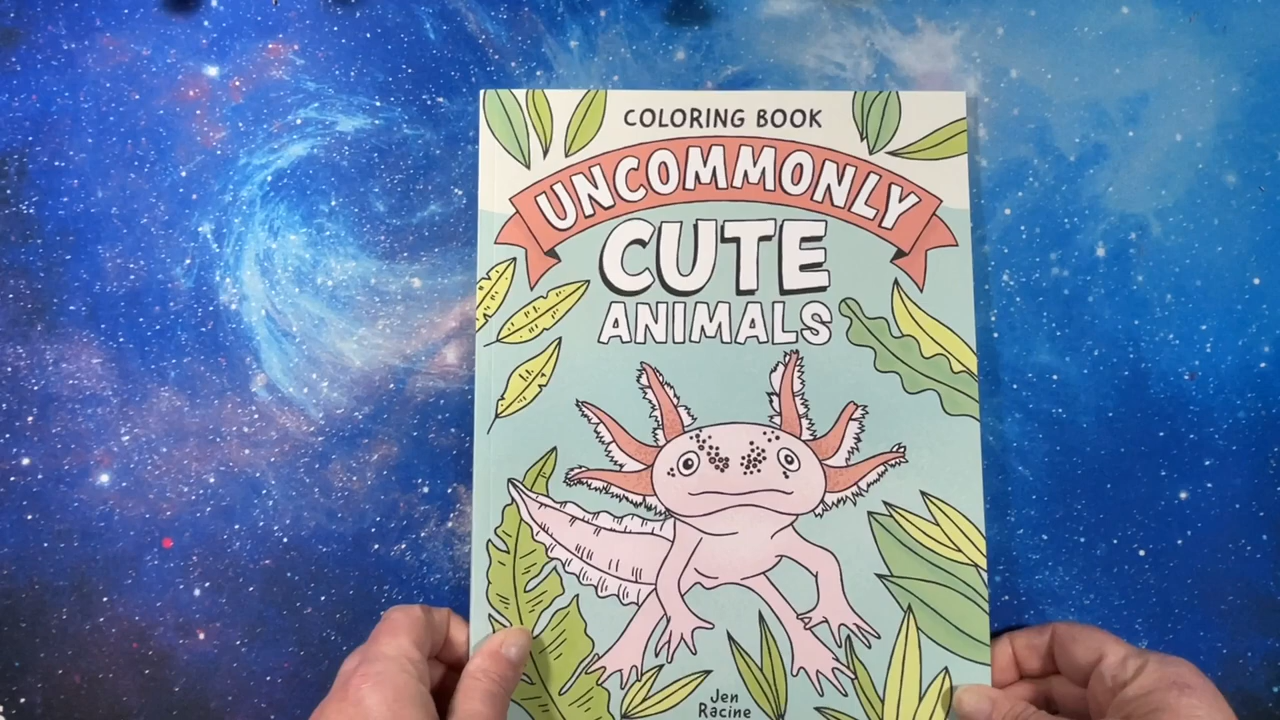 COLORING BOOK
UNCOMMONLY
CUTE
ANIMALS
Jen
Racine